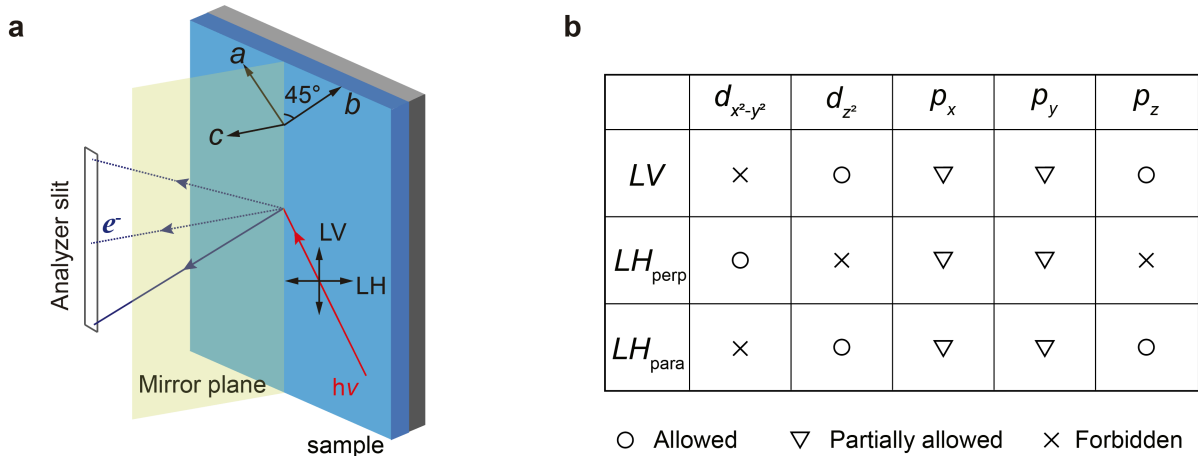 a
b
a
45°
b
c
Analyzer slit
e-
LV
LH
Mirror plane
hν
sample
dx²-y² dz² px py pz
LV × ○ ▽ ▽ ○
LHperp ○ × ▽ ▽ ×
LHpara × ○ ▽ ▽ ○
○ Allowed ▽ Partially allowed × Forbidden